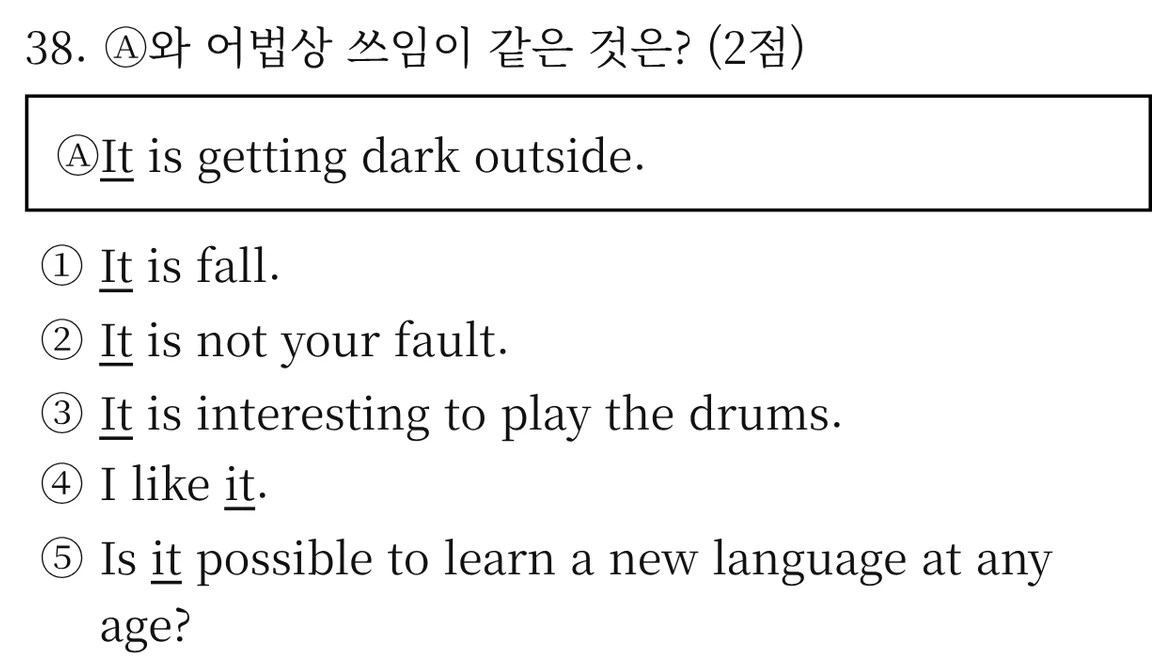 38. Ⓐ와 어법상 쓰임이 같은 것은? (2점)
ⒶIt is getting dark outside.
① It is fall.
② It is not your fault.
③ It is interesting to play the drums.
④ I like it.
⑤ Is it possible to learn a new language at any
age?